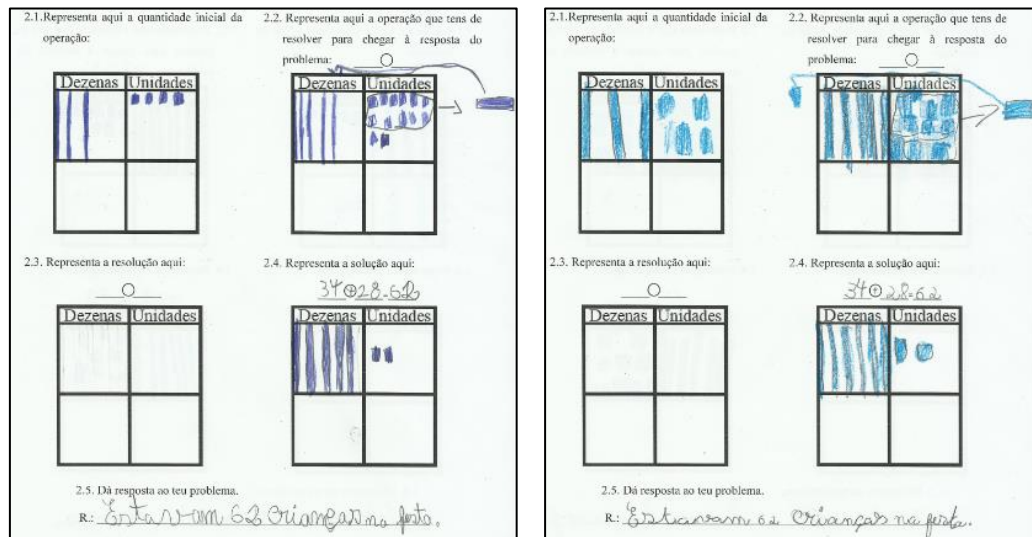 2.1.Representa aqui a quantidade inicial da
operação:
2.2. Representa aqui a operação que tens de
resolver para chegar à resposta do
problema:
Dezenas Unidades
Dezenas Unidades
2.3. Representa a resolução aqui:
2.4. Representa a solução aqui:
34+28=62
Dezenas Unidades
Dezenas Unidades
2.5. Dá resposta ao teu problema.
R.: Estavam 62 crianças na festa.
2.1.Representa aqui a quantidade inicial da
operação:
2.2. Representa aqui a operação que tens de
resolver para chegar à resposta do
problema:
Dezenas Unidades
Dezenas Unidades
2.3. Representa a resolução aqui:
2.4. Representa a solução aqui:
34+28=62
Dezenas Unidades
Dezenas Unidades
2.5. Dá resposta ao teu problema.
R.: Estavam 62 crianças na festa.